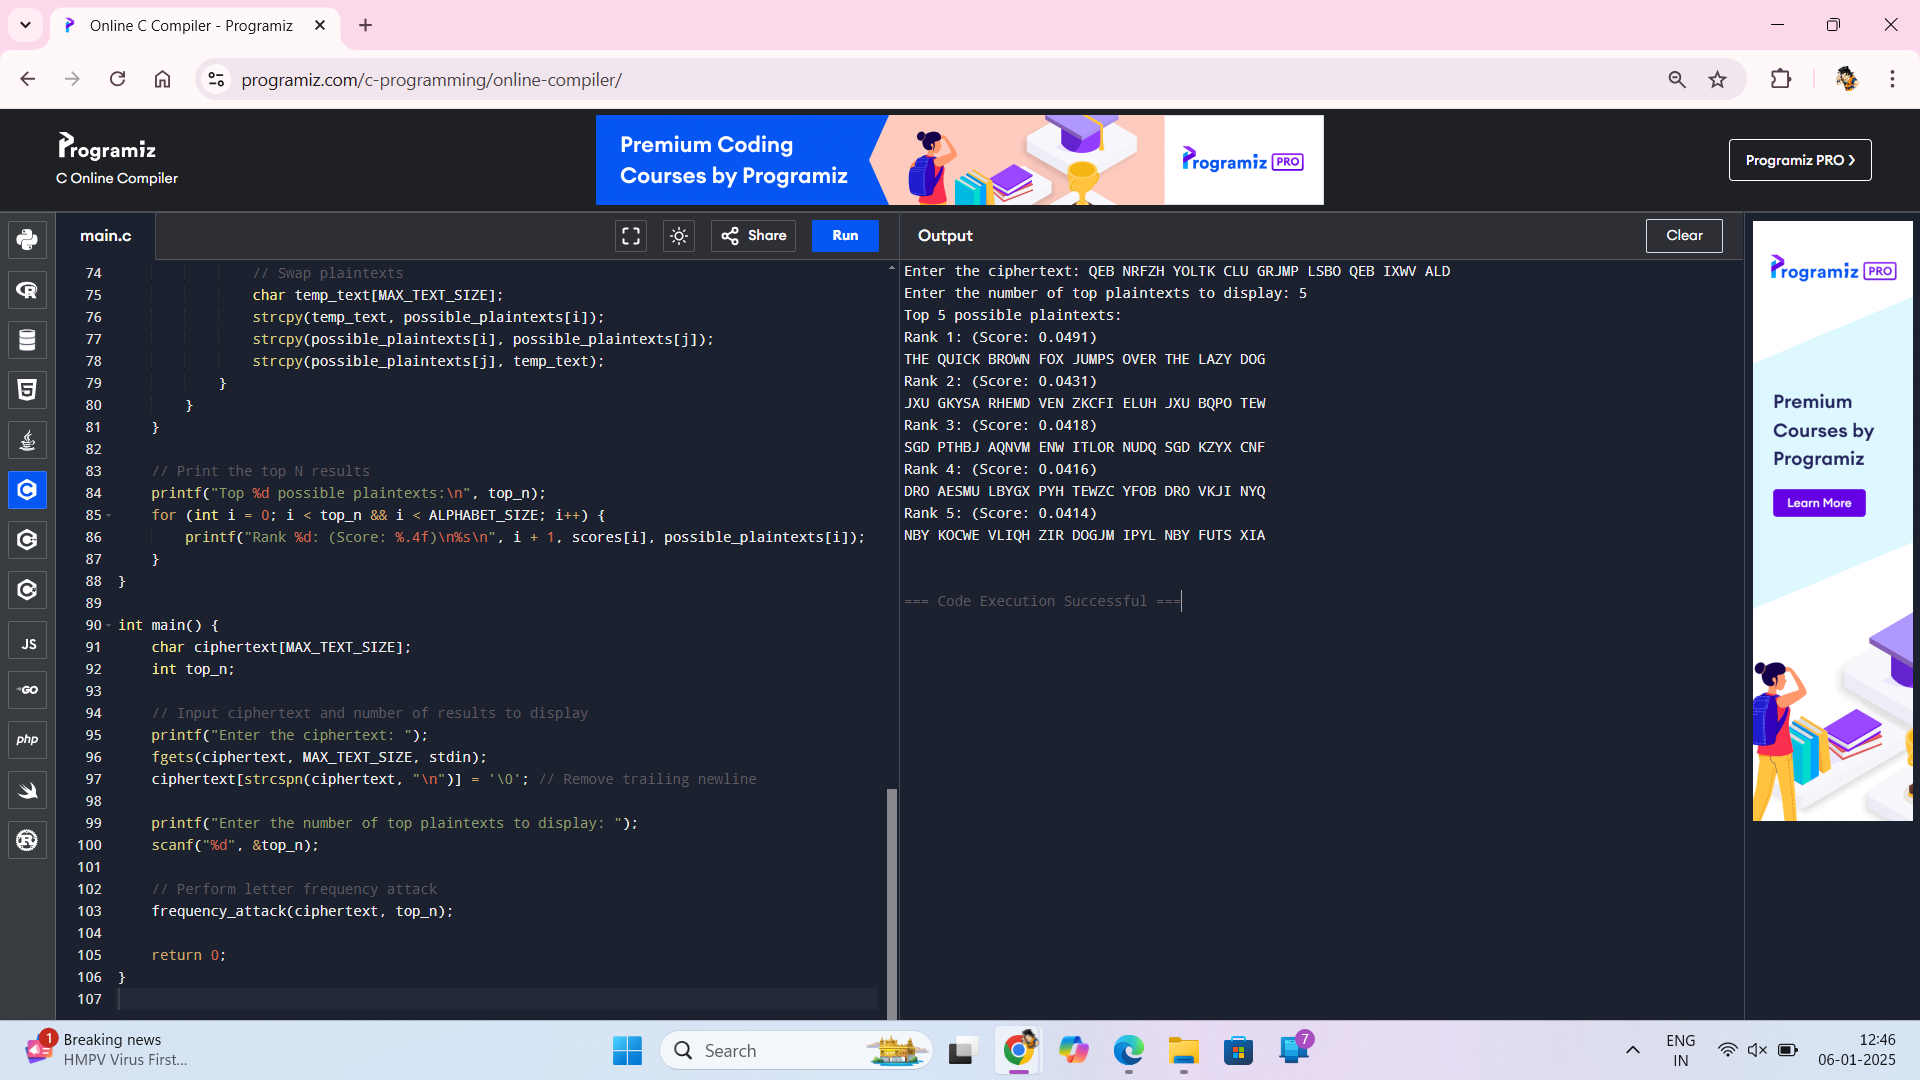 Online C Compiler - Programiz
programiz.com/c-programming/online-compiler/
Programiz
C Online Compiler
Premium Coding
Courses by Programiz
Programiz PRO
Programiz PRO >
main.c
Share
Run
Output
Clear
74 // Swap plaintexts
75 char temp_text[MAX_TEXT_SIZE];
76 strcpy(temp_text, possible_plaintexts[i]);
77 strcpy(possible_plaintexts[i], possible_plaintexts[j]);
78 strcpy(possible_plaintexts[j], temp_text);
79 }
80 }
81 }
82
83 // Print the top N results
84 printf("Top %d possible plaintexts:\n", top_n);
85 for (int i = 0; i < top_n && i < ALPHABET_SIZE; i++) {
86 printf("Rank %d: (Score: %.4f)\n%s\n", i + 1, scores[i], possible_plaintexts[i]);
87 }
88 }
89
90 int main() {
91 char ciphertext[MAX_TEXT_SIZE];
92 int top_n;
93
94 // Input ciphertext and number of results to display
95 printf("Enter the ciphertext: ");
96 fgets(ciphertext, MAX_TEXT_SIZE, stdin);
97 ciphertext[strcspn(ciphertext, "\n")] = '\0'; // Remove trailing newline
98
99 printf("Enter the number of top plaintexts to display: ");
100 scanf("%d", &top_n);
101
102 // Perform letter frequency attack
103 frequency_attack(ciphertext, top_n);
104
105 return 0;
106 }
107
Enter the ciphertext: QEB NRFZH YOLTK CLU GRJMP LSBO QEB IXWV ALD
Enter the number of top plaintexts to display: 5
Top 5 possible plaintexts:
Rank 1: (Score: 0.0491)
THE QUICK BROWN FOX JUMPS OVER THE LAZY DOG
Rank 2: (Score: 0.0431)
JXU GKYSA RHEMD VEN ZKCFI ELUH JXU BQPO TEW
Rank 3: (Score: 0.0418)
SGD PTHBJ AQNVM ENW ITLOR NUDQ SGD KZYX CNF
Rank 4: (Score: 0.0416)
DRO AESMU LBYGX PYH TEWZC YFOB DRO VKJI NYQ
Rank 5: (Score: 0.0414)
NBY KOCWE VLIQH ZIR DOGJM IPYL NBY FUTS XIA
=== Code Execution Successful ===
Programiz PRO
Premium
Courses by
Programiz
Learn More
JS
GO
php
1
Breaking news
HMPV Virus First...
Search
7
ENG
IN
12:46
06-01-2025